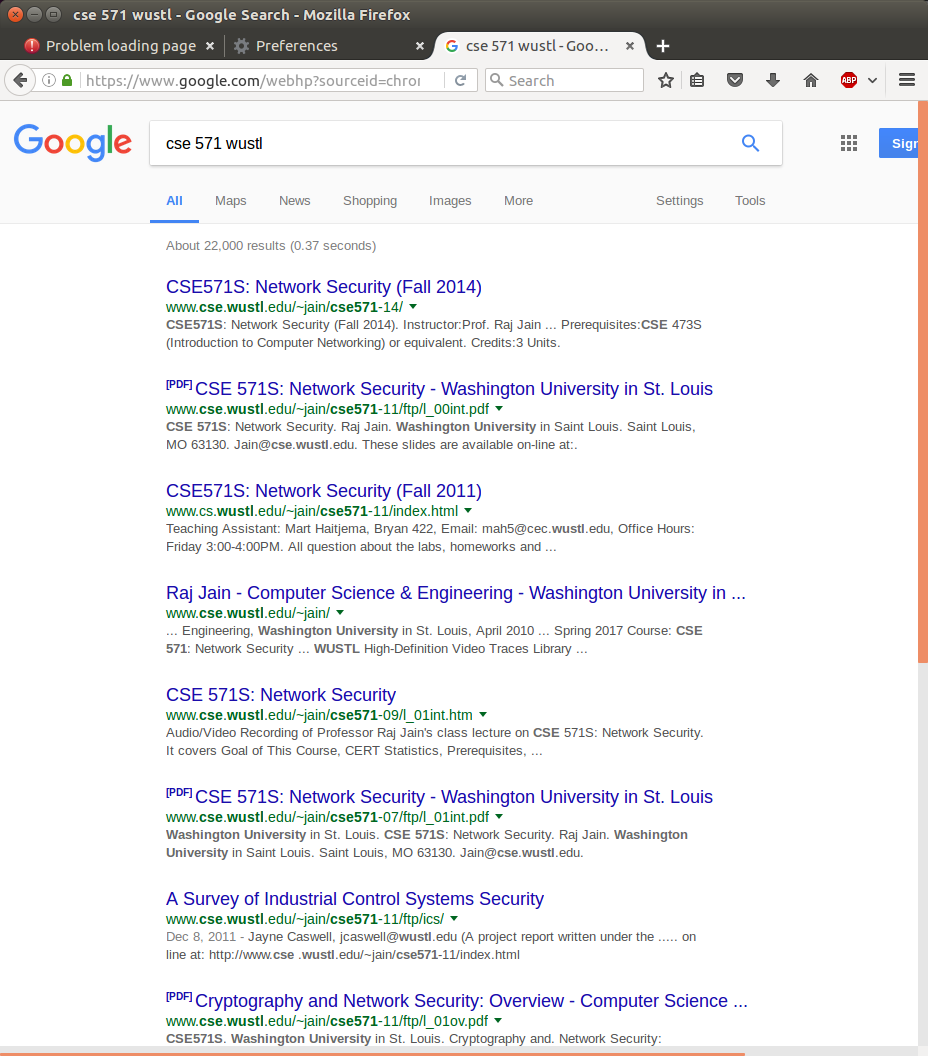 cse 571 wustl - Google Search - Mozilla Firefox
Problem loading page
Preferences
cse 571 wustl - Goo...
https://www.google.com/webhp?sourceid=chro
Search
ABP
Google
cse 571 wustl
Sign
All
Maps
News
Shopping
Images
More
Settings
Tools
About 22,000 results (0.37 seconds)
CSE571S: Network Security (Fall 2014)
www.cse.wustl.edu/~jain/cse571-14/
CSE571S: Network Security (Fall 2014). Instructor:Prof. Raj Jain ... Prerequisites:CSE 473S
(Introduction to Computer Networking) or equivalent. Credits:3 Units.
[PDF] CSE 571S: Network Security - Washington University in St. Louis
www.cse.wustl.edu/~jain/cse571-11/ftp/l_00int.pdf
CSE 571S: Network Security. Raj Jain. Washington University in Saint Louis. Saint Louis,
MO 63130. Jain@cse.wustl.edu. These slides are available on-line at:.
CSE571S: Network Security (Fall 2011)
www.cs.wustl.edu/~jain/cse571-11/index.html
Teaching Assistant: Mart Haitjema, Bryan 422, Email: mah5@cec.wustl.edu, Office Hours:
Friday 3:00-4:00PM. All question about the labs, homeworks and ...
Raj Jain - Computer Science & Engineering - Washington University in ...
www.cse.wustl.edu/~jain/
... Engineering, Washington University in St. Louis, April 2010 ... Spring 2017 Course: CSE
571: Network Security ... WUSTL High-Definition Video Traces Library ...
CSE 571S: Network Security
www.cse.wustl.edu/~jain/cse571-09/l_01int.htm
Audio/Video Recording of Professor Raj Jain's class lecture on CSE 571S: Network Security.
It covers Goal of This Course, CERT Statistics, Prerequisites, ...
[PDF] CSE 571S: Network Security - Washington University in St. Louis
www.cse.wustl.edu/~jain/cse571-07/ftp/l_01int.pdf
Washington University in St. Louis. CSE 571S: Network Security. Raj Jain. Washington
University in Saint Louis. Saint Louis, MO 63130. Jain@cse.wustl.edu.
A Survey of Industrial Control Systems Security
www.cse.wustl.edu/~jain/cse571-11/ftp/ics/
Dec 8, 2011 - Jayne Caswell, jcaswell@wustl.edu (A project report written under the ..... on
line at: http://www.cse .wustl.edu/~jain/cse571-11/index.html
[PDF] Cryptography and Network Security: Overview - Computer Science ...
www.cse.wustl.edu/~jain/cse571-11/ftp/l_01ov.pdf
CSE571S. Washington University in St. Louis. Cryptography and. Network Security: